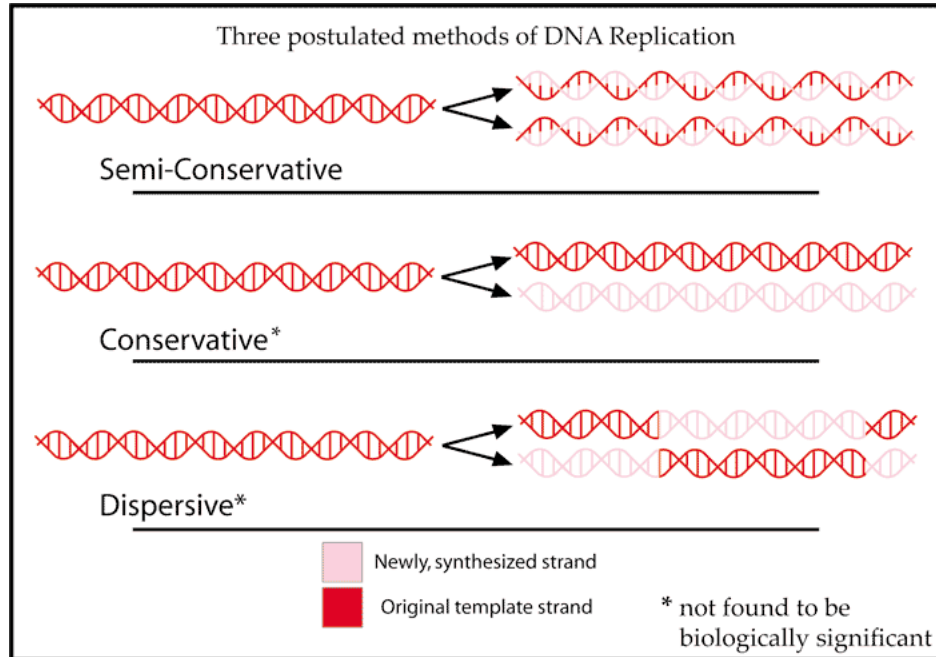 Three postulated methods of DNA Replication
Semi-Conservative
Conservative*
Dispersive*
Newly, synthesized strand
Original template strand
* not found to be
biologically significant